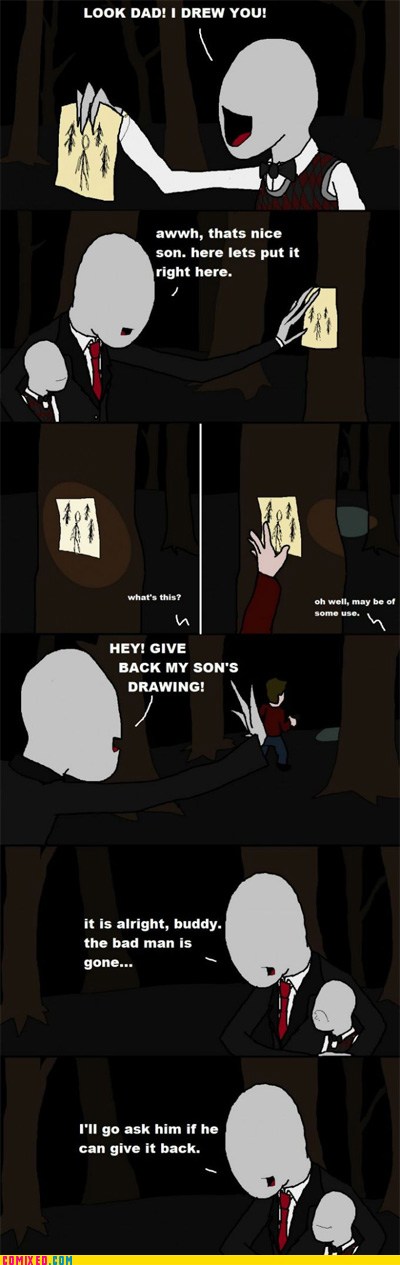 LOOK DAD! I DREW YOU!
awwh, thats nice
son. here lets put it
right here.
what's this?
oh well, may be of
some use.
HEY! GIVE
BACK MY SON'S
DRAWING!
it is alright, buddy.
the bad man is
gone...
I'll go ask him if he
can give it back.
COMIXED.COM